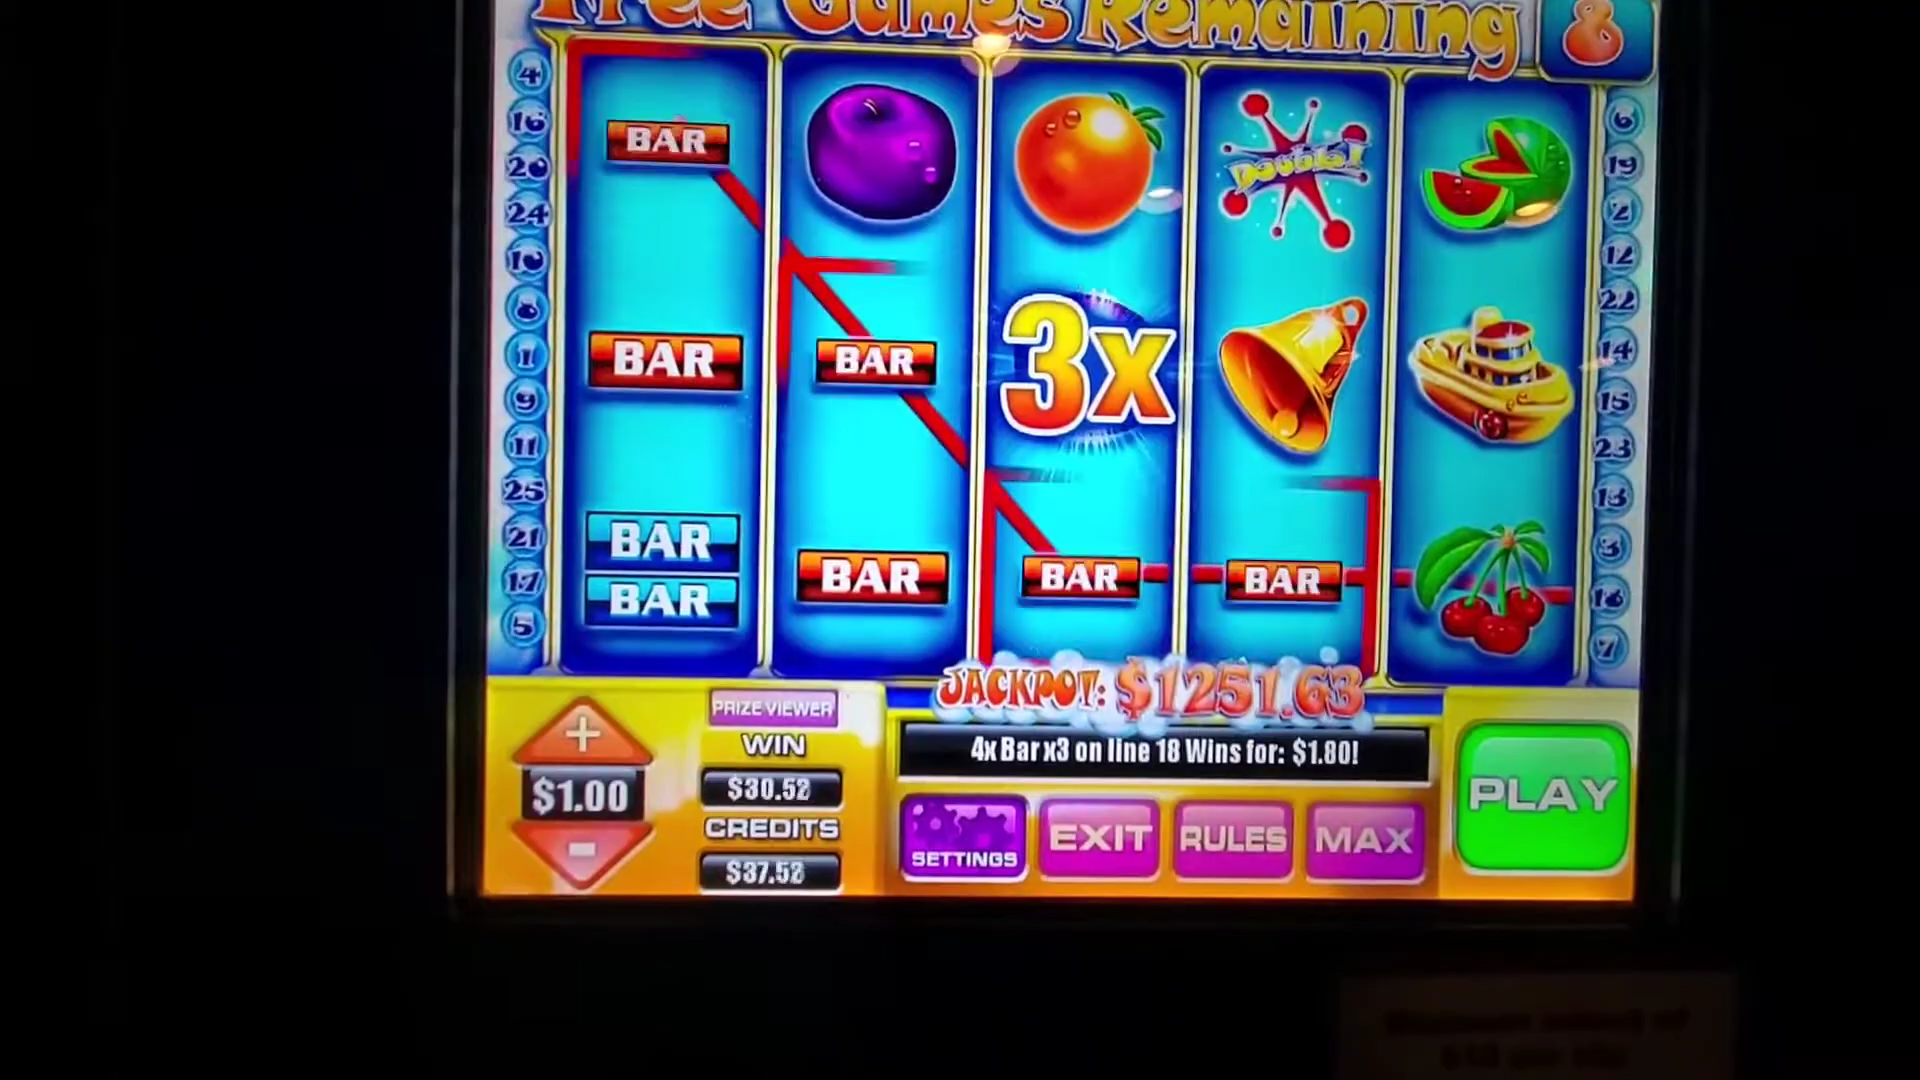 Free Games Remaining 8
4
16
20
24
10
8
1
9
11
25
21
17
5
BAR
Double!
BAR
BAR
3x
BAR
BAR
BAR
BAR
BAR
6
19
2
12
22
14
15
23
13
3
18
7
JACKPOT: $1251.63
PRIZE VIEWER
WIN
$30.52
CREDITS
$37.52
+
$1.00
-
4x Bar x3 on line 18 Wins for: $1.80!
SETTINGS
EXIT
RULES
MAX
PLAY